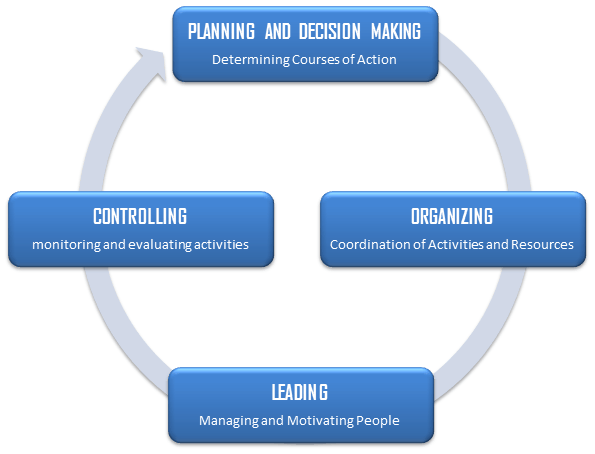 PLANNING AND DECISION MAKING
Determining Courses of Action
CONTROLLING
monitoring and evaluating activities
ORGANIZING
Coordination of Activities and Resources
LEADING
Managing and Motivating People